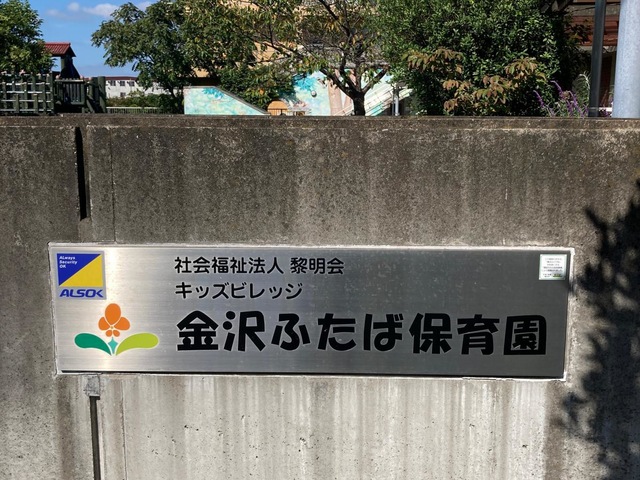 ALways
Security
OK
ALSOK
社会福祉法人 黎明会
キッズビレッジ
金沢ふたば保育園